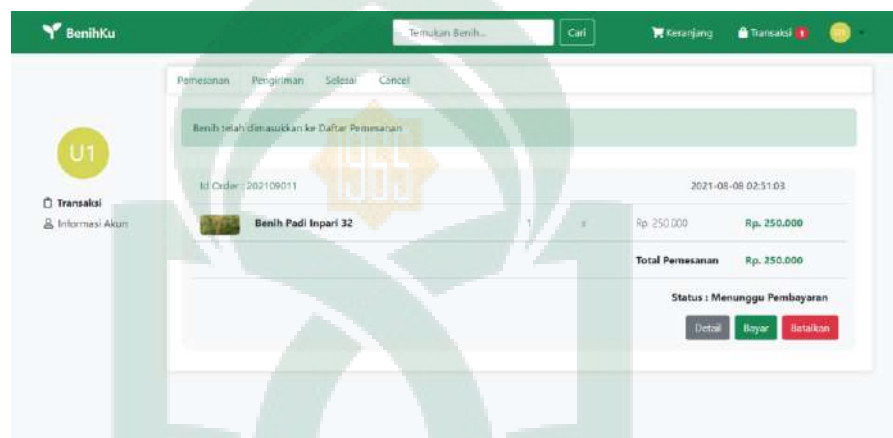 BenihKu Temukan Benih... Cari Keranjang Transaksi 1 U1
Pemesanan Pengiriman Selesai Cancel
Benih telah dimasukkan ke Daftar Pemesanan
U1
Transaksi
Informasi Akun
Id Order : 202109011 2021-08-08 02:51:03
Benih Padi Inpari 32 1 x Rp. 250.000 Rp. 250.000
Total Pemesanan Rp. 250.000
Status : Menunggu Pembayaran
Detail Bayar Batalkan
1965